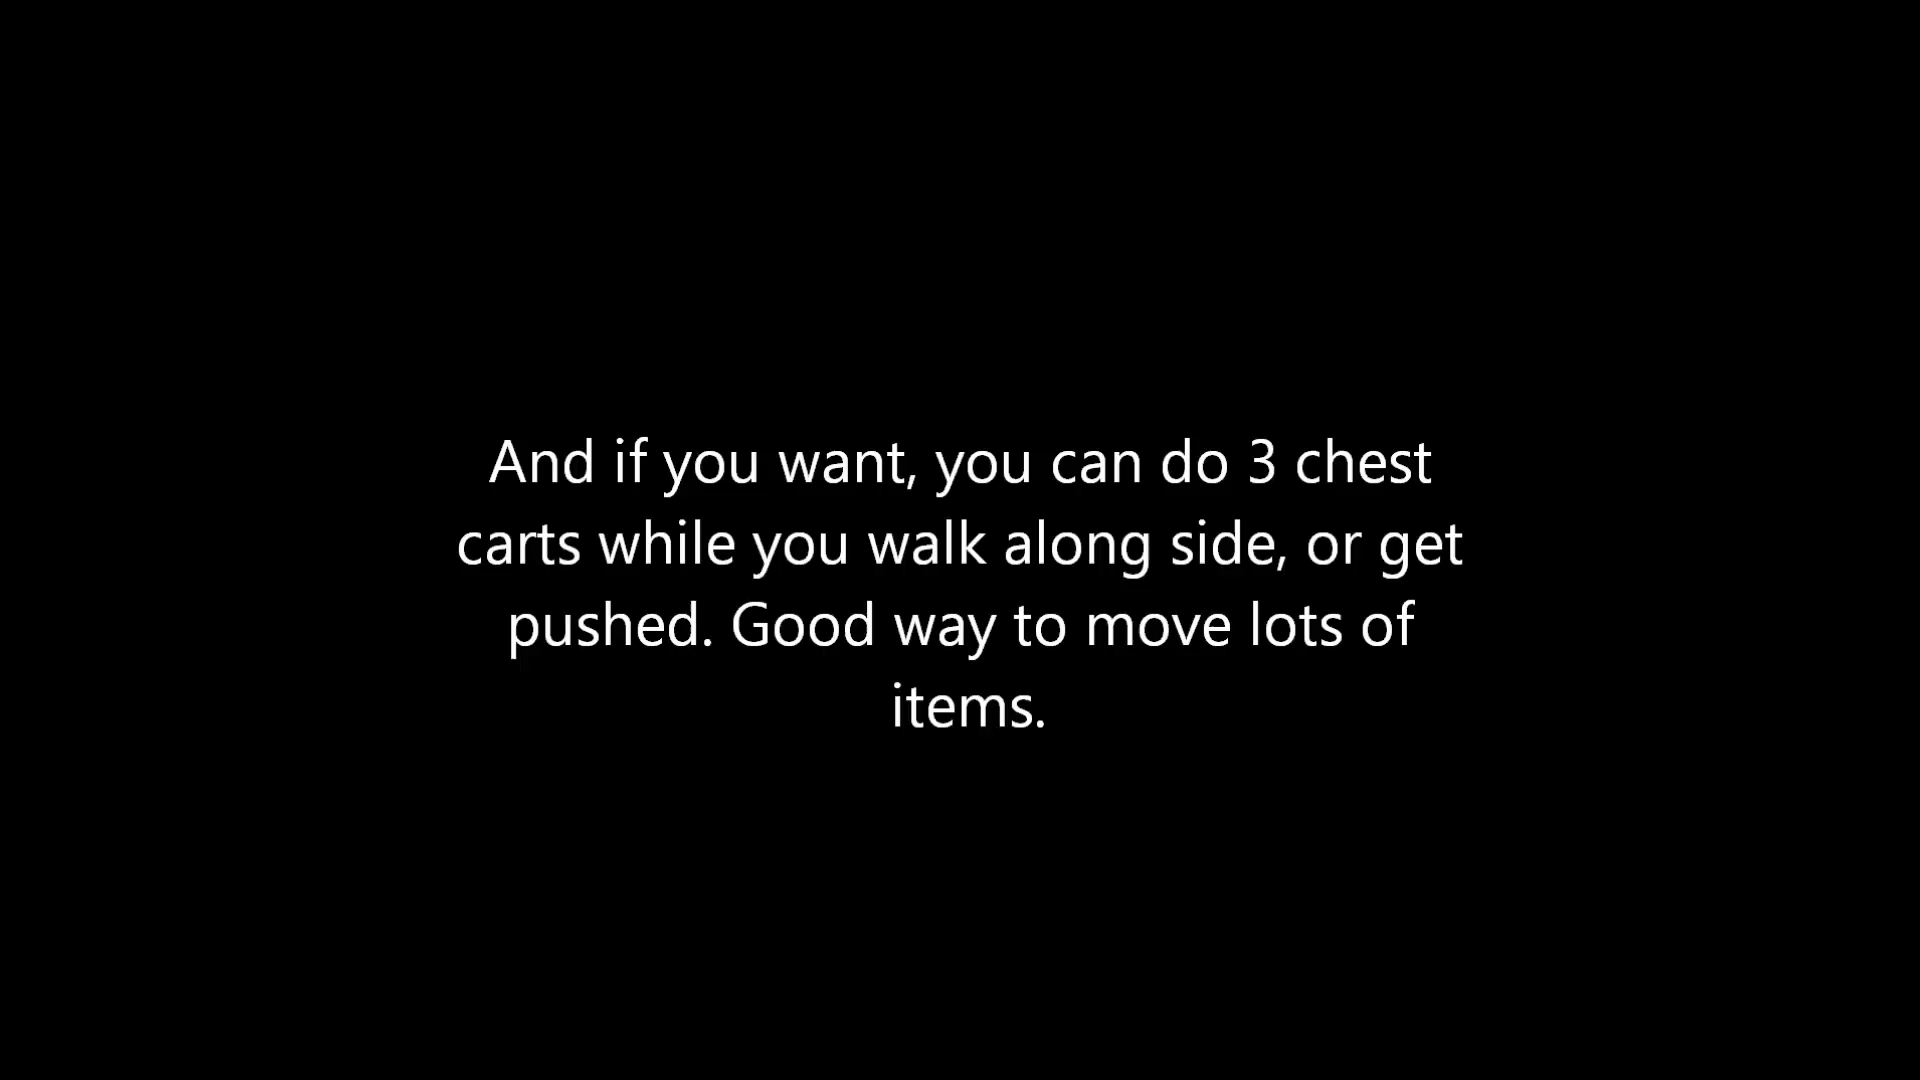 And if you want, you can do 3 chest
carts while you walk along side, or get
pushed. Good way to move lots of
items.